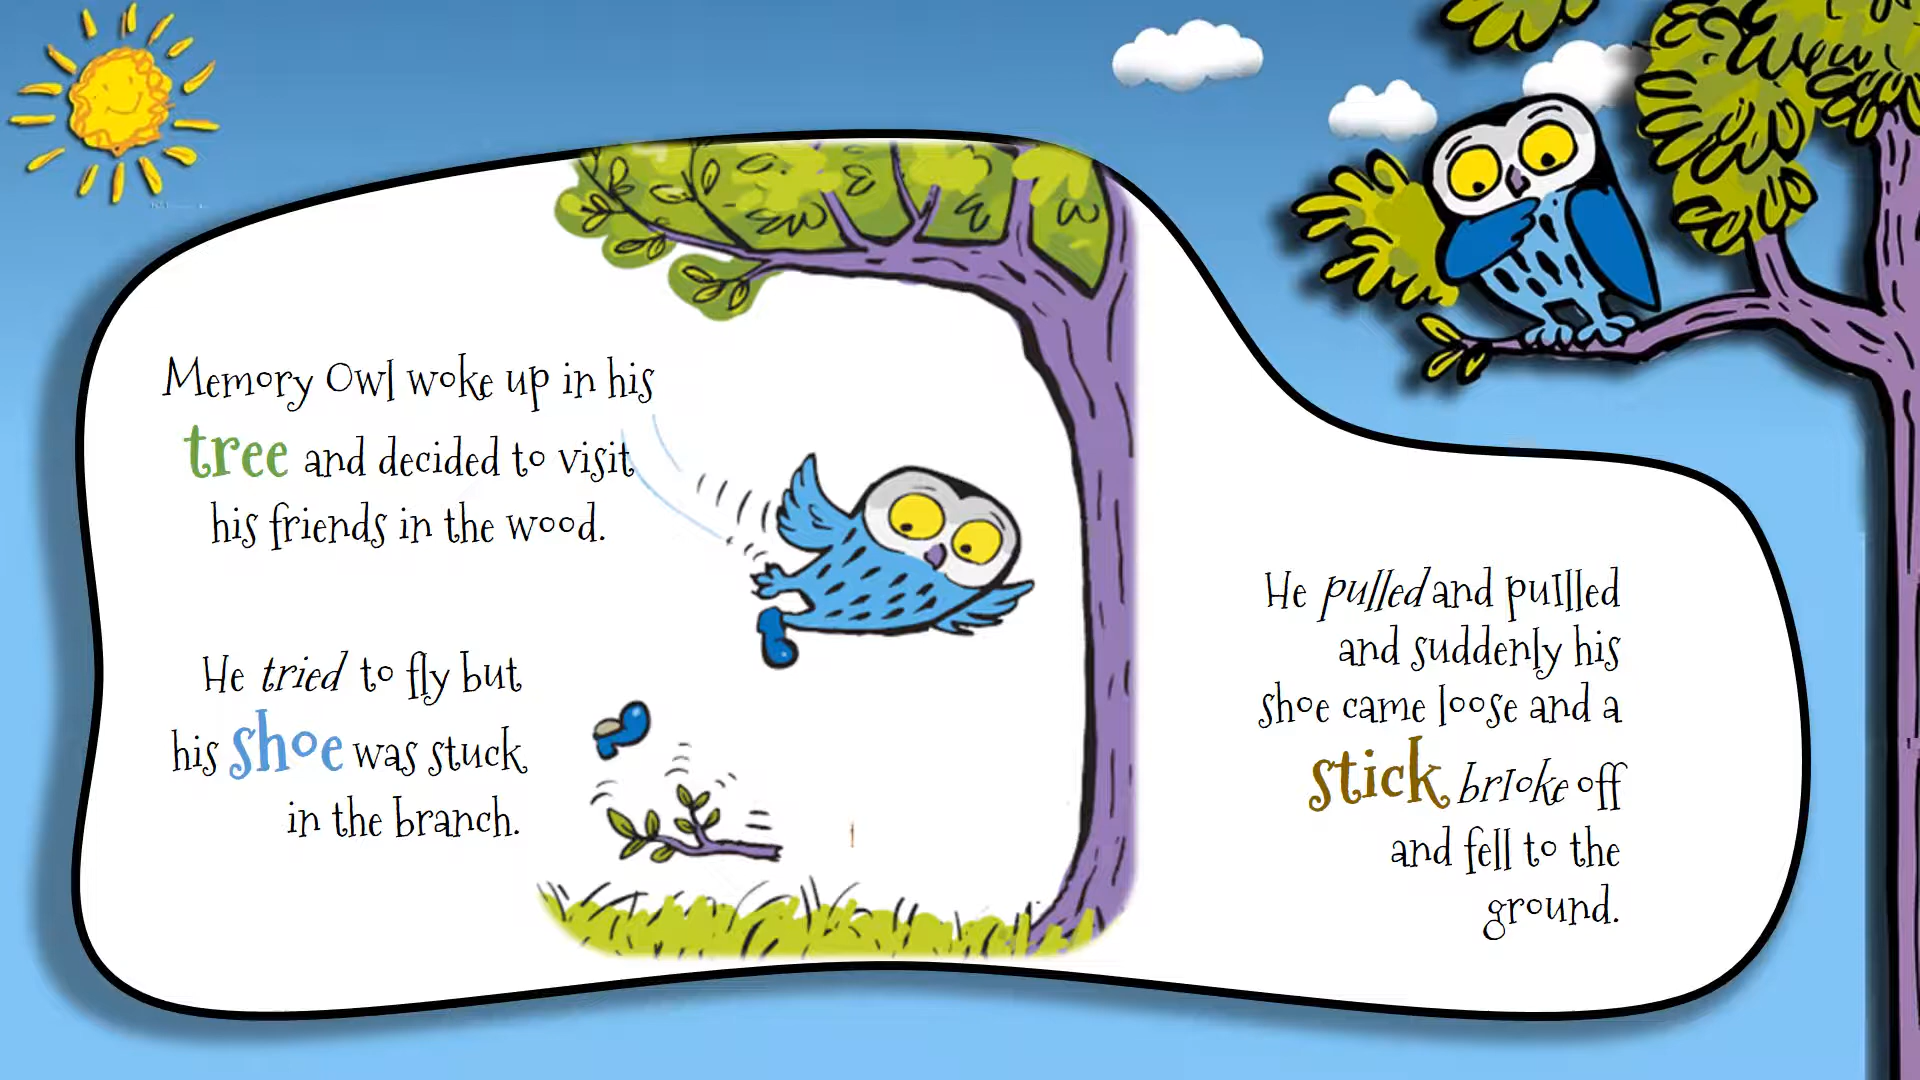 Memory Owl woke up in his
tree and decided to visit
his friends in the wood.
He tried to fly but
his shoe was stuck
in the branch.
He pulled and puIlled
and suddenly his
shoe came loose and a
stick brIoke off
and fell to the
ground.